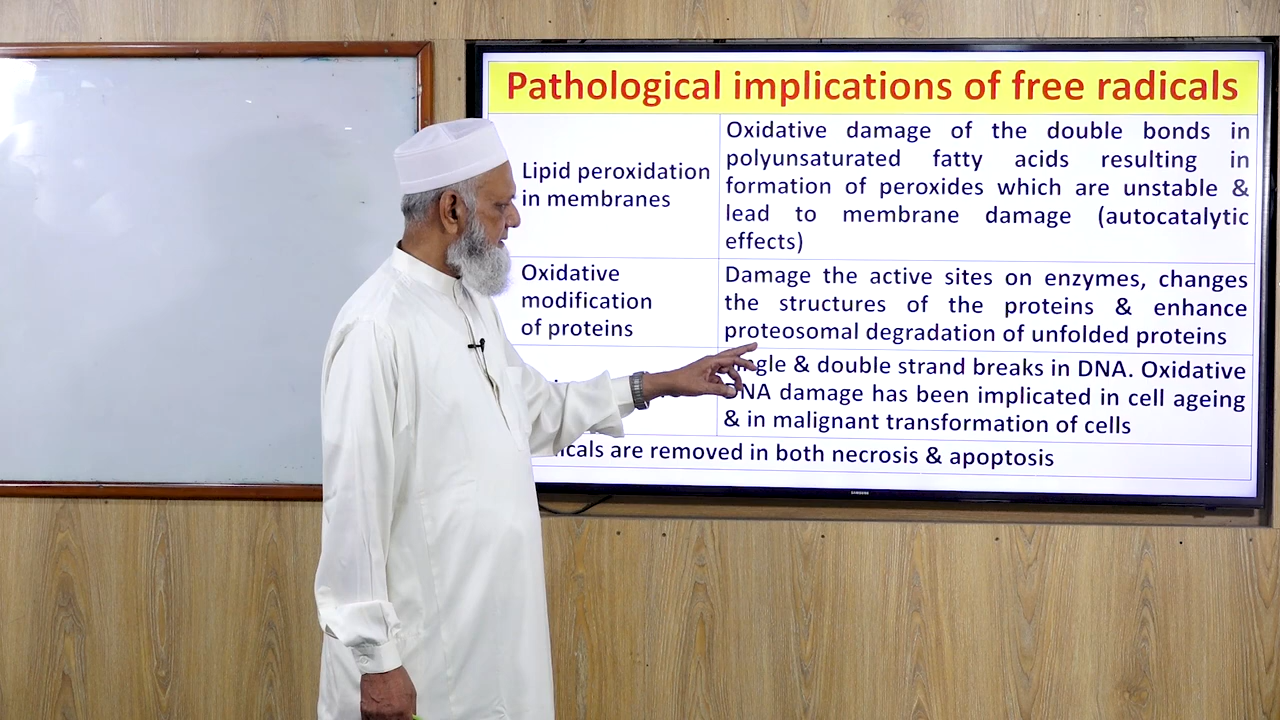 Pathological implications of free radicals
Lipid peroxidation
in membranes
Oxidative damage of the double bonds in
polyunsaturated fatty acids resulting in
formation of peroxides which are unstable &
lead to membrane damage (autocatalytic
effects)
Oxidative
modification
of proteins
Damage the active sites on enzymes, changes
the structures of the proteins & enhance
proteosomal degradation of unfolded proteins
& double strand breaks in DNA. Oxidative
damage has been implicated in cell ageing
& in malignant transformation of cells
are removed in both necrosis & apoptosis
SAMSUNG